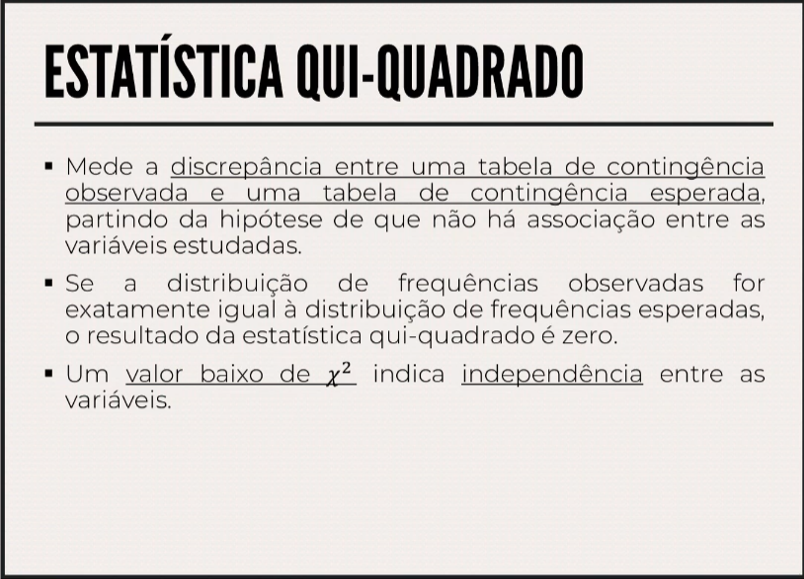 ESTATÍSTICA QUI-QUADRADO
▪ Mede a discrepância entre uma tabela de contingência
observada e uma tabela de contingência esperada,
partindo da hipótese de que não há associação entre as
variáveis estudadas.
▪ Se a distribuição de frequências observadas for
exatamente igual à distribuição de frequências esperadas,
o resultado da estatística qui-quadrado é zero.
▪ Um valor baixo de χ² indica independência entre as
variáveis.